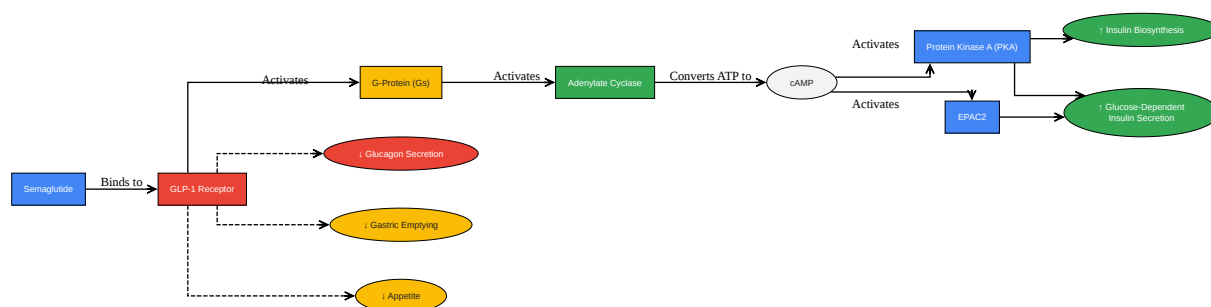 ↑ Insulin Biosynthesis
Activates
Protein Kinase A (PKA)
Activates
G-Protein (Gs)
Activates
Adenylate Cyclase
Converts ATP to
cAMP
Activates
↑ Glucose-Dependent
Insulin Secretion
EPAC2
↓ Glucagon Secretion
Semaglutide
Binds to
GLP-1 Receptor
↓ Gastric Emptying
↓ Appetite